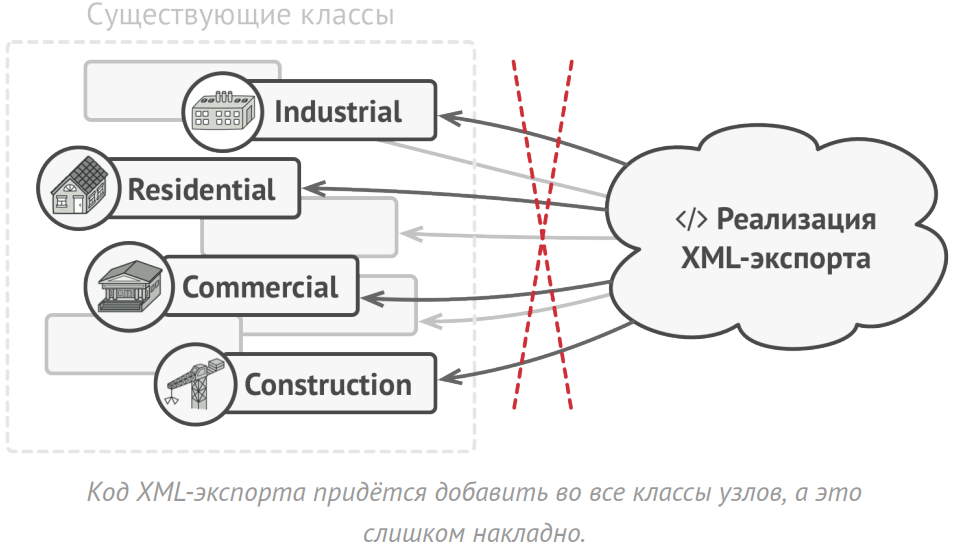 Существующие классы
Industrial
Residential
</> Реализация
XML-экспорта
Commercial
Construction
Код XML-экспорта придётся добавить во все классы узлов, а это
слишком накладно.